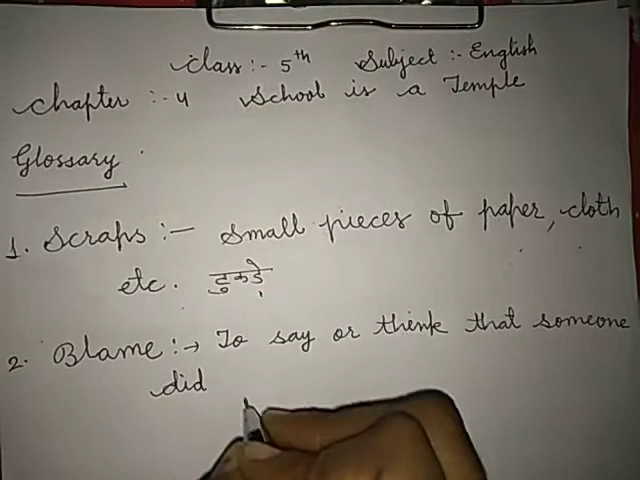 Class :- 5th Subject :- English
Chapter :- 4 School is a Temple
Glossary
1. Scraps :- Small pieces of paper, cloth
etc. टुकड़े
2. Blame :→ To say or think that someone
did